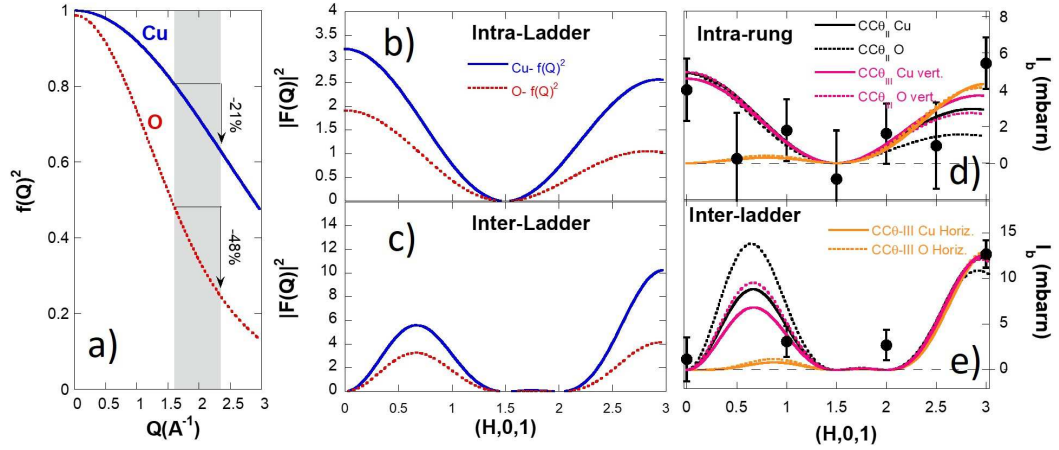 1
0.8
0.6
0.4
0.2
0
f(Q)²
Cu
O
-21%
-48%
a)
0 0.5 1 1.5 2 2.5 3
Q(A⁻¹)
b)
Intra-Ladder
Cu- f(Q)²
O- f(Q)²
4
3.5
3
2.5
2
1.5
1
0.5
0
|F(Q)|²
c)
Inter-Ladder
14
12
10
8
6
4
2
0
|F(Q)|²
0 0.5 1 1.5 2 2.5 3
(H,0,1)
Intra-rung
CCθII Cu
CCθII O
CCθIII Cu vert.
CCθIII O vert.
d)
8
6
4
2
0
I_b (mbarn)
Inter-ladder
CCθ-III Cu Horiz.
CCθ-III O Horiz.
e)
15
10
5
0
I_b (mbarn)
0 0.5 1 1.5 2 2.5 3
(H,0,1)